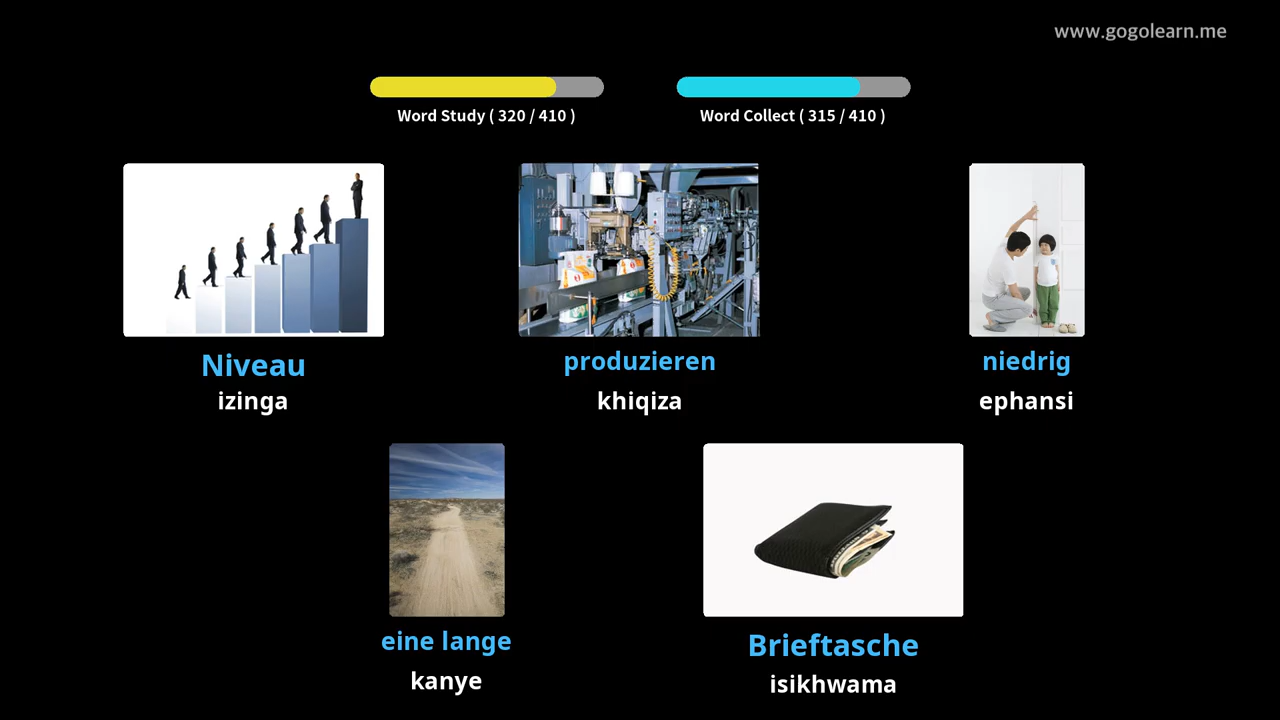 www.gogolearn.me
Word Study ( 320 / 410 )
Word Collect ( 315 / 410 )
Niveau
izinga
produzieren
khiqiza
niedrig
ephansi
eine lange
kanye
Brieftasche
isikhwama